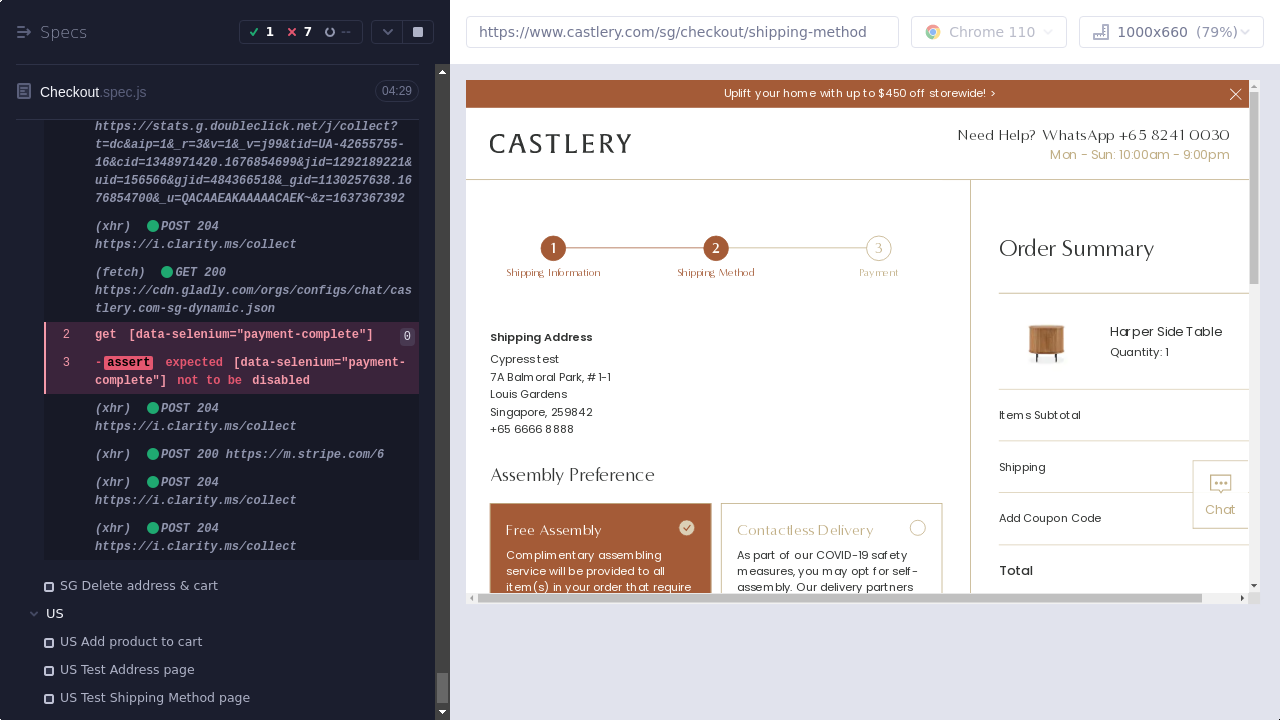 Specs
1
7
--
Checkout.spec.js
04:29
https://stats.g.doubleclick.net/j/collect?
t=dc&aip=1&_r=3&v=1&_v=j99&tid=UA-42655755-
16&cid=1348971420.1676854699&jid=1292189221&
uid=156566&gjid=484366518&_gid=1130257638.16
76854700&_u=QACAAEAKAAAAACAEK~&z=1637367392
(xhr) POST 204
https://i.clarity.ms/collect
(fetch) GET 200
https://cdn.gladly.com/orgs/configs/chat/cas
tlery.com-sg-dynamic.json
2 get [data-selenium="payment-complete"] 0
3 -assert expected [data-selenium="payment-
complete"] not to be disabled
(xhr) POST 204
https://i.clarity.ms/collect
(xhr) POST 200 https://m.stripe.com/6
(xhr) POST 204
https://i.clarity.ms/collect
(xhr) POST 204
https://i.clarity.ms/collect
SG Delete address & cart
US
US Add product to cart
US Test Address page
US Test Shipping Method page
https://www.castlery.com/sg/checkout/shipping-method
Chrome 110
1000x660 (79%)
Uplift your home with up to $450 off storewide! >
CASTLERY
Need Help? WhatsApp +65 8241 0030
Mon - Sun: 10:00am - 9:00pm
1
2
3
Shipping Information
Shipping Method
Payment
Shipping Address
Cypress test
7A Balmoral Park, #1-1
Louis Gardens
Singapore, 259842
+65 6666 8888
Assembly Preference
Free Assembly
Complimentary assembling
service will be provided to all
item(s) in your order that require
Contactless Delivery
As part of our COVID-19 safety
measures, you may opt for self-
assembly. Our delivery partners
Order Summary
Harper Side Table
Quantity: 1
Items Subtotal
Shipping
Add Coupon Code
Total
Chat